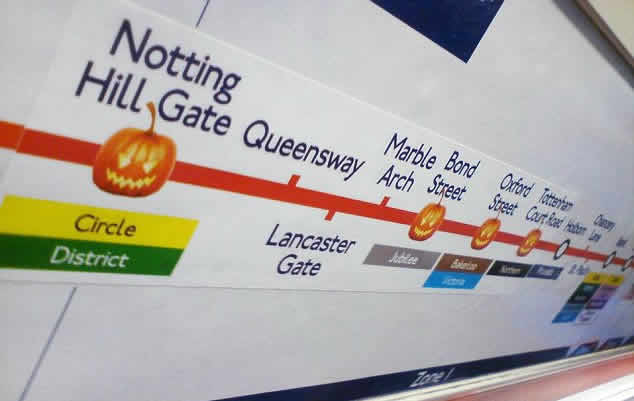 Notting
Hill Gate
Circle
District
Queensway
Lancaster
Gate
Marble
Arch
Bond
Street
Jubilee
Oxford
Street
Bakerloo
Victoria
Tottenham
Court Road
Northern
Holborn
Chancery
Lane
Zone 1